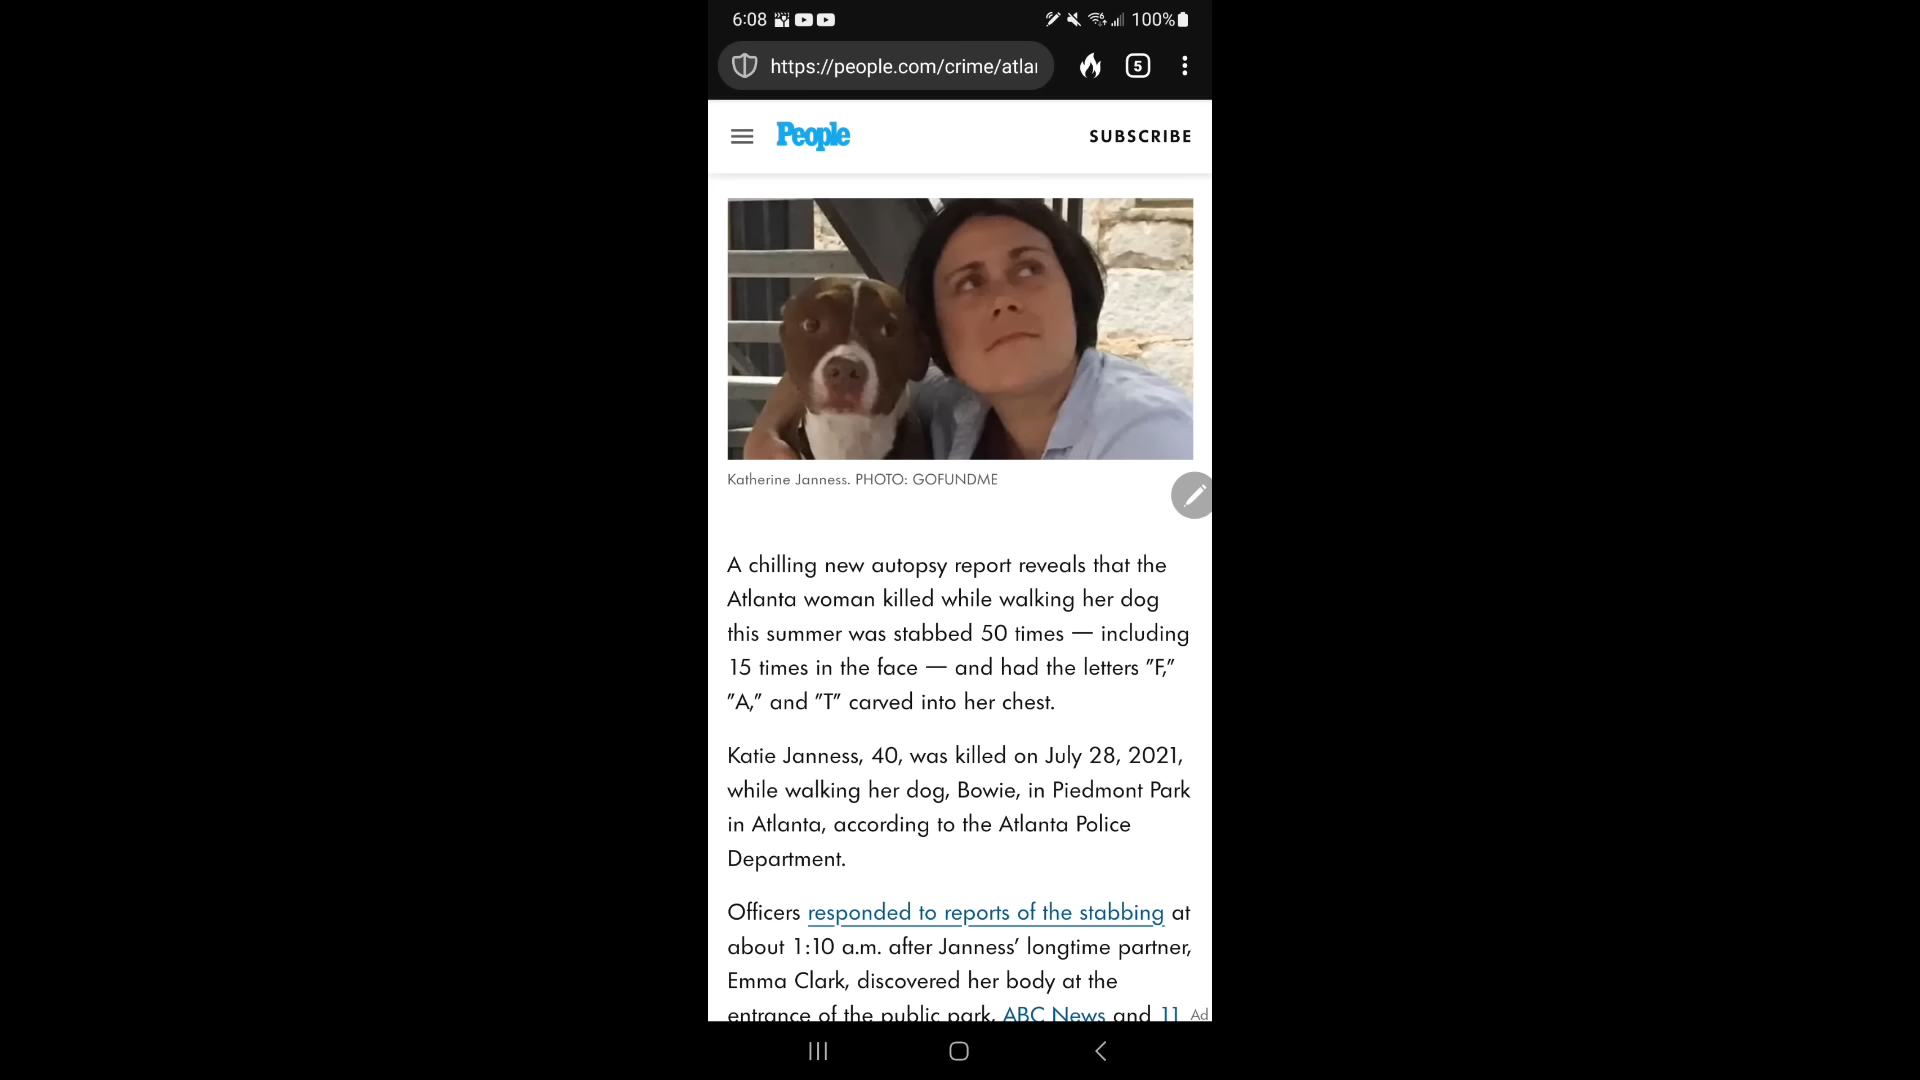 6:08
100%
https://people.com/crime/atla
5
People
SUBSCRIBE
Katherine Janness. PHOTO: GOFUNDME
A chilling new autopsy report reveals that the
Atlanta woman killed while walking her dog
this summer was stabbed 50 times — including
15 times in the face — and had the letters "F,"
"A," and "T" carved into her chest.
Katie Janness, 40, was killed on July 28, 2021,
while walking her dog, Bowie, in Piedmont Park
in Atlanta, according to the Atlanta Police
Department.
Officers responded to reports of the stabbing at
about 1:10 a.m. after Janness' longtime partner,
Emma Clark, discovered her body at the
entrance of the public park, ABC News and 11
Ad